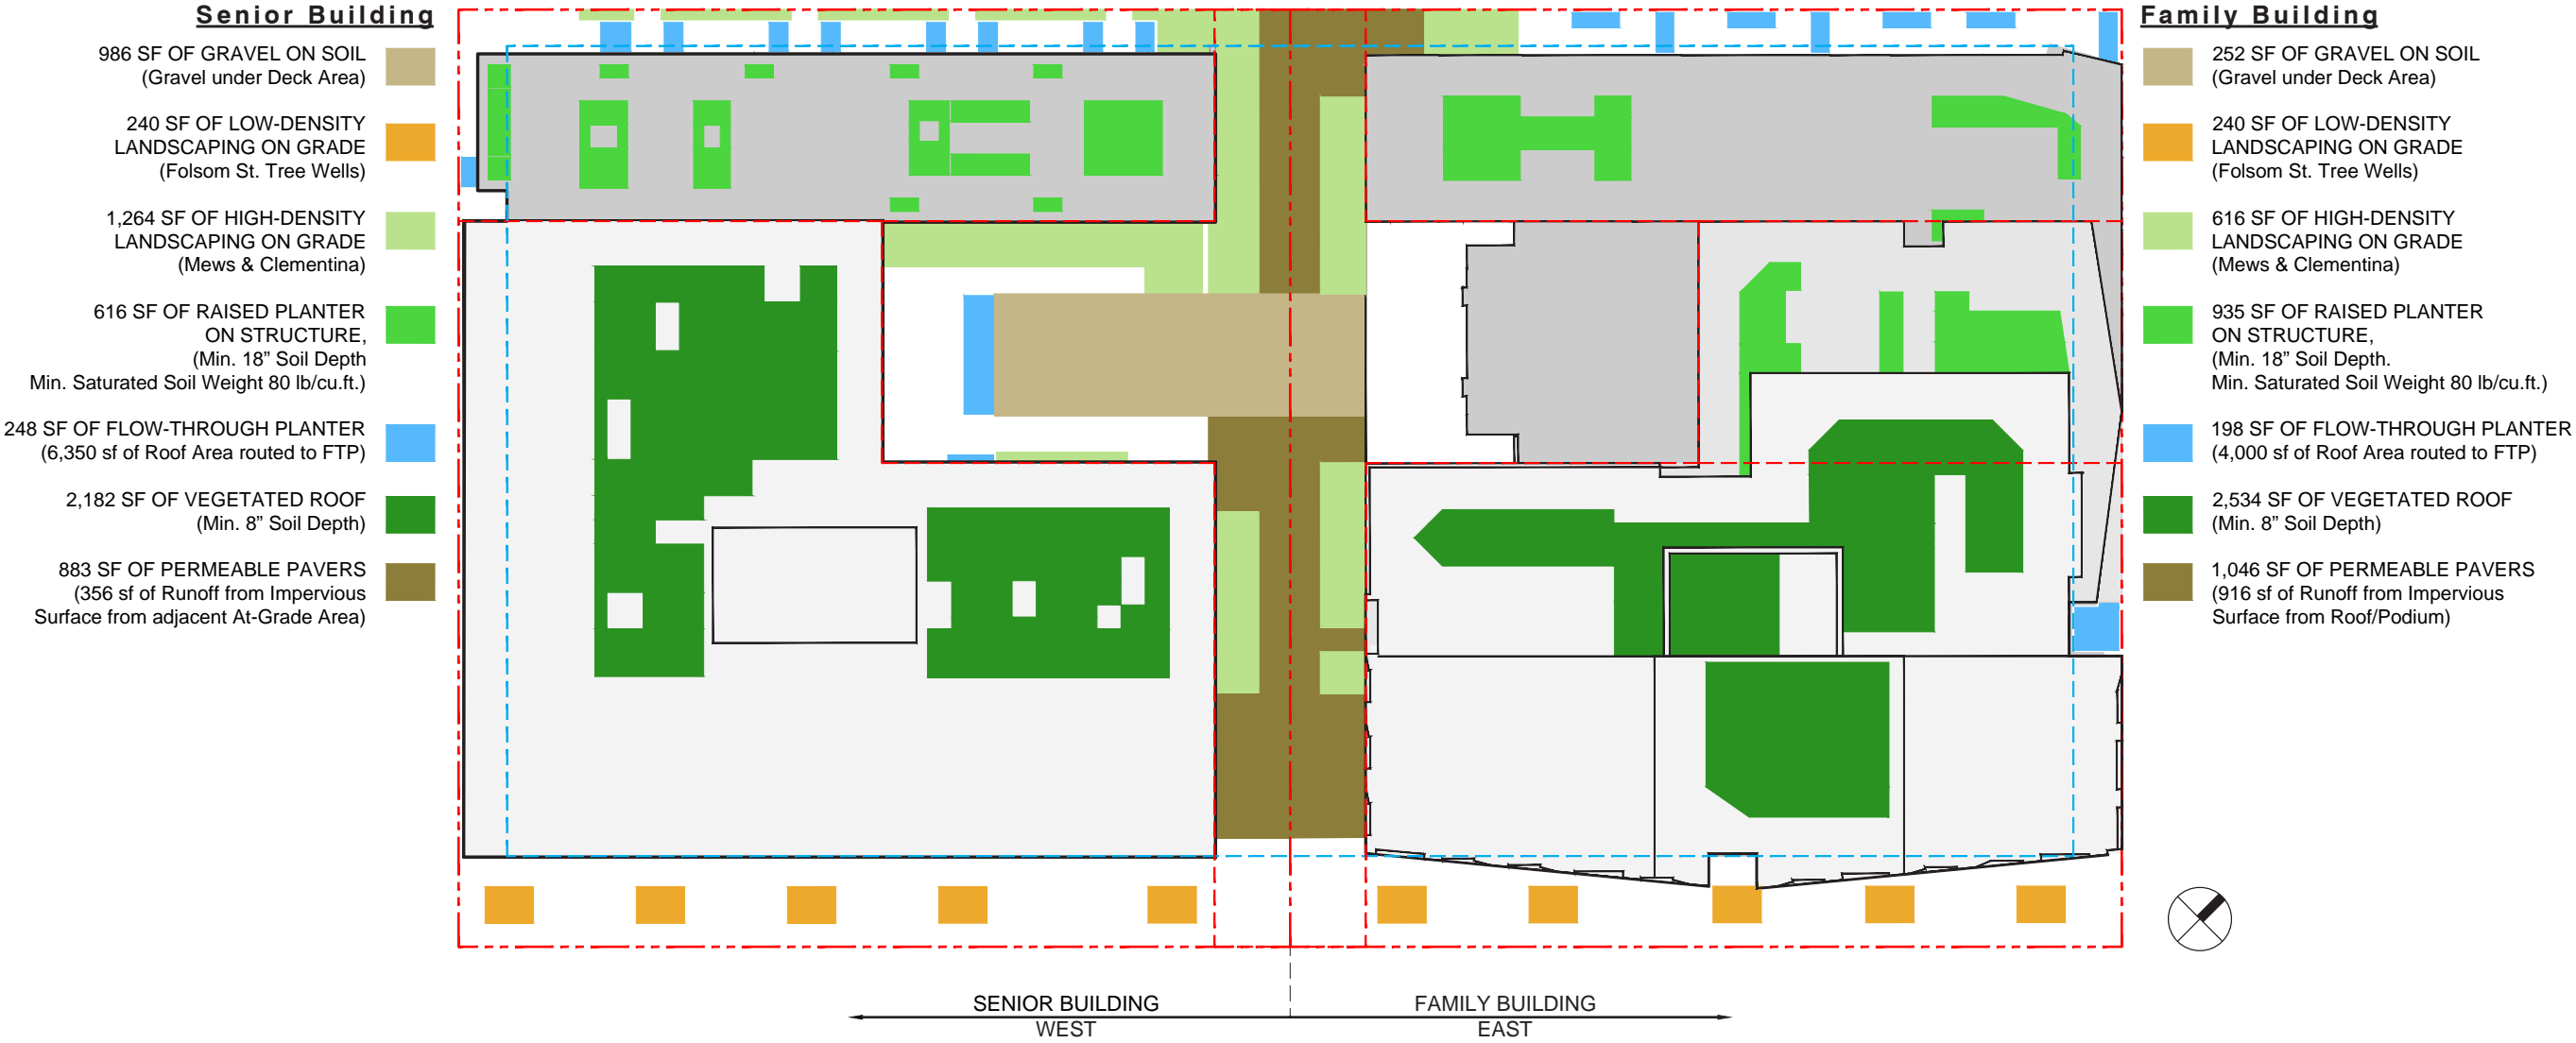 Senior Building
986 SF OF GRAVEL ON SOIL
(Gravel under Deck Area)
240 SF OF LOW-DENSITY
LANDSCAPING ON GRADE
(Folsom St. Tree Wells)
1,264 SF OF HIGH-DENSITY
LANDSCAPING ON GRADE
(Mews & Clementina)
616 SF OF RAISED PLANTER
ON STRUCTURE,
(Min. 18” Soil Depth
Min. Saturated Soil Weight 80 lb/cu.ft.)
248 SF OF FLOW-THROUGH PLANTER
(6,350 sf of Roof Area routed to FTP)
2,182 SF OF VEGETATED ROOF
(Min. 8” Soil Depth)
883 SF OF PERMEABLE PAVERS
(356 sf of Runoff from Impervious
Surface from adjacent At-Grade Area)
Family Building
252 SF OF GRAVEL ON SOIL
(Gravel under Deck Area)
240 SF OF LOW-DENSITY
LANDSCAPING ON GRADE
(Folsom St. Tree Wells)
616 SF OF HIGH-DENSITY
LANDSCAPING ON GRADE
(Mews & Clementina)
935 SF OF RAISED PLANTER
ON STRUCTURE,
(Min. 18” Soil Depth.
Min. Saturated Soil Weight 80 lb/cu.ft.)
198 SF OF FLOW-THROUGH PLANTER
(4,000 sf of Roof Area routed to FTP)
2,534 SF OF VEGETATED ROOF
(Min. 8” Soil Depth)
1,046 SF OF PERMEABLE PAVERS
(916 sf of Runoff from Impervious
Surface from Roof/Podium)
SENIOR BUILDING
WEST
FAMILY BUILDING
EAST